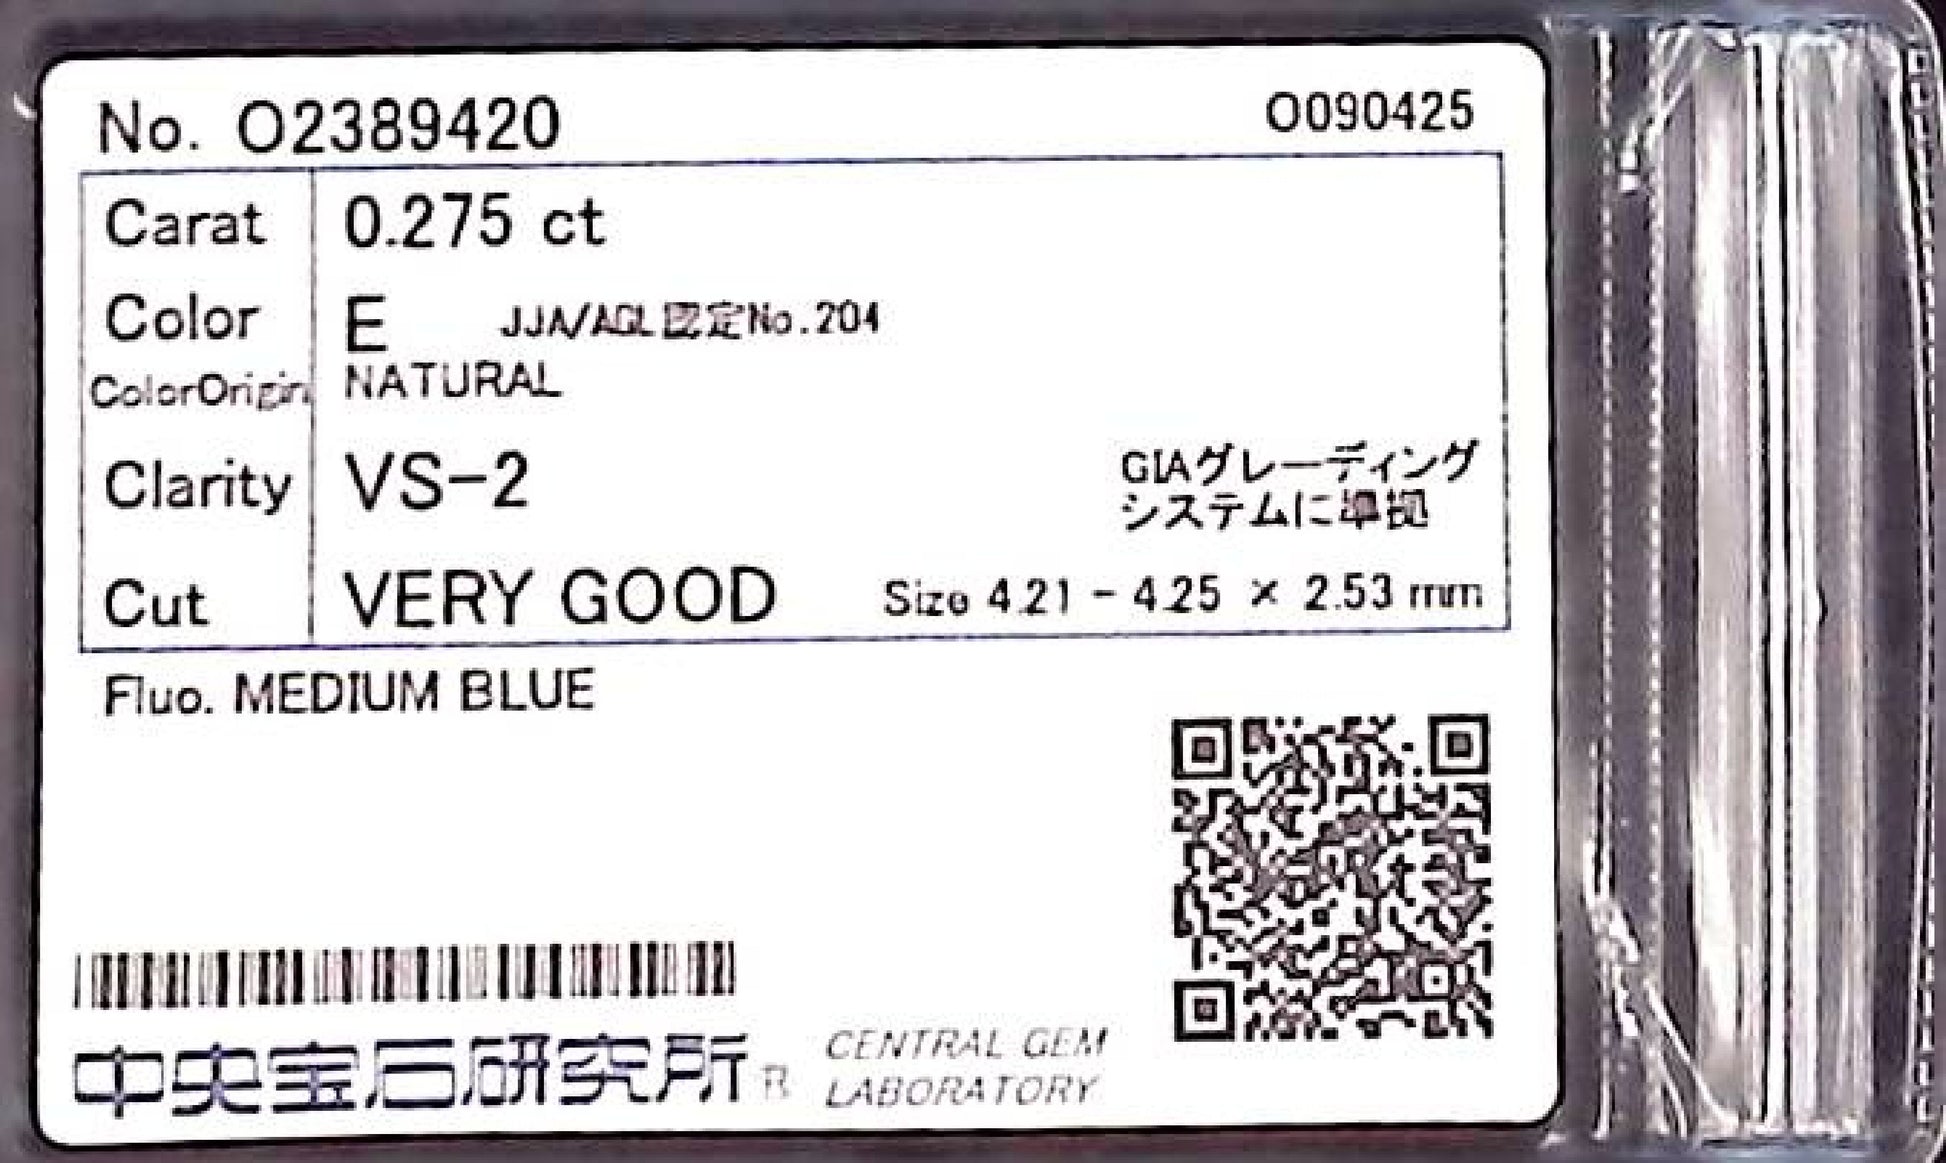 No. O2389420 O090425
Carat 0.275 ct
Color E JJA/AGL認定No.204
ColorOrigin NATURAL
Clarity VS-2
GIAグレーディング
システムに準拠
Cut VERY GOOD Size 4.21 - 4.25 × 2.53 mm
Fluo. MEDIUM BLUE
中央宝石研究所® CENTRAL GEM
LABORATORY